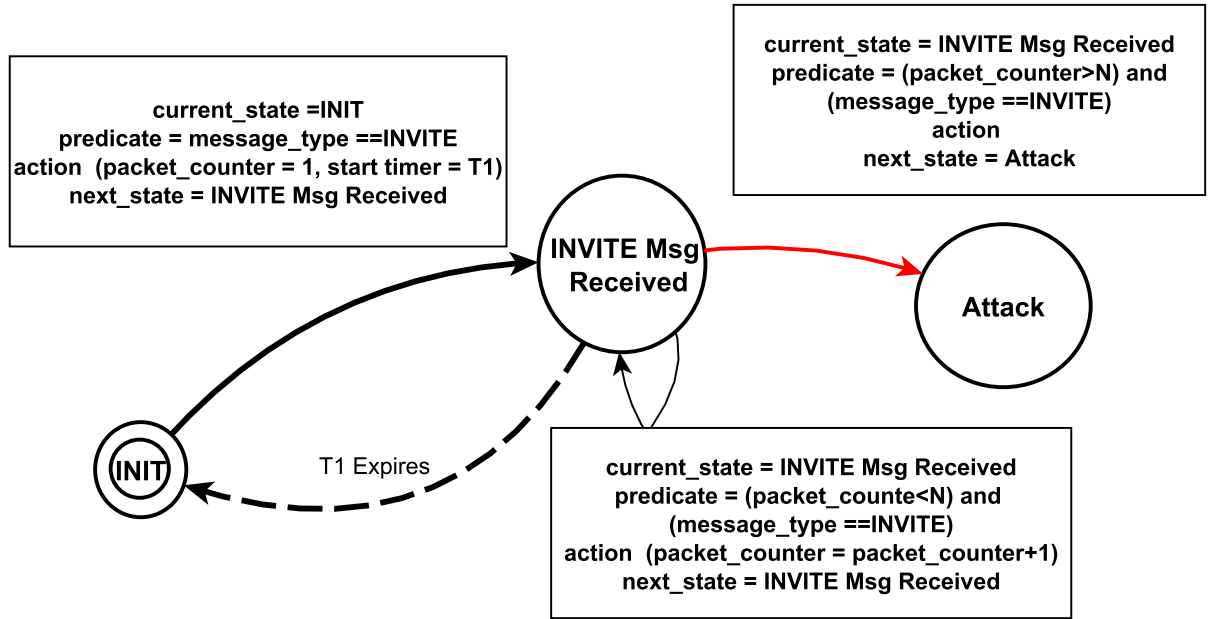 current_state = INVITE Msg Received
predicate = (packet_counter>N) and
(message_type ==INVITE)
action
next_state = Attack
current_state =INIT
predicate = message_type ==INVITE
action  (packet_counter = 1, start timer = T1)
next_state = INVITE Msg Received
INVITE Msg
Received
Attack
INIT
T1 Expires
current_state = INVITE Msg Received
predicate = (packet_counte<N) and
(message_type ==INVITE)
action  (packet_counter = packet_counter+1)
next_state = INVITE Msg Received